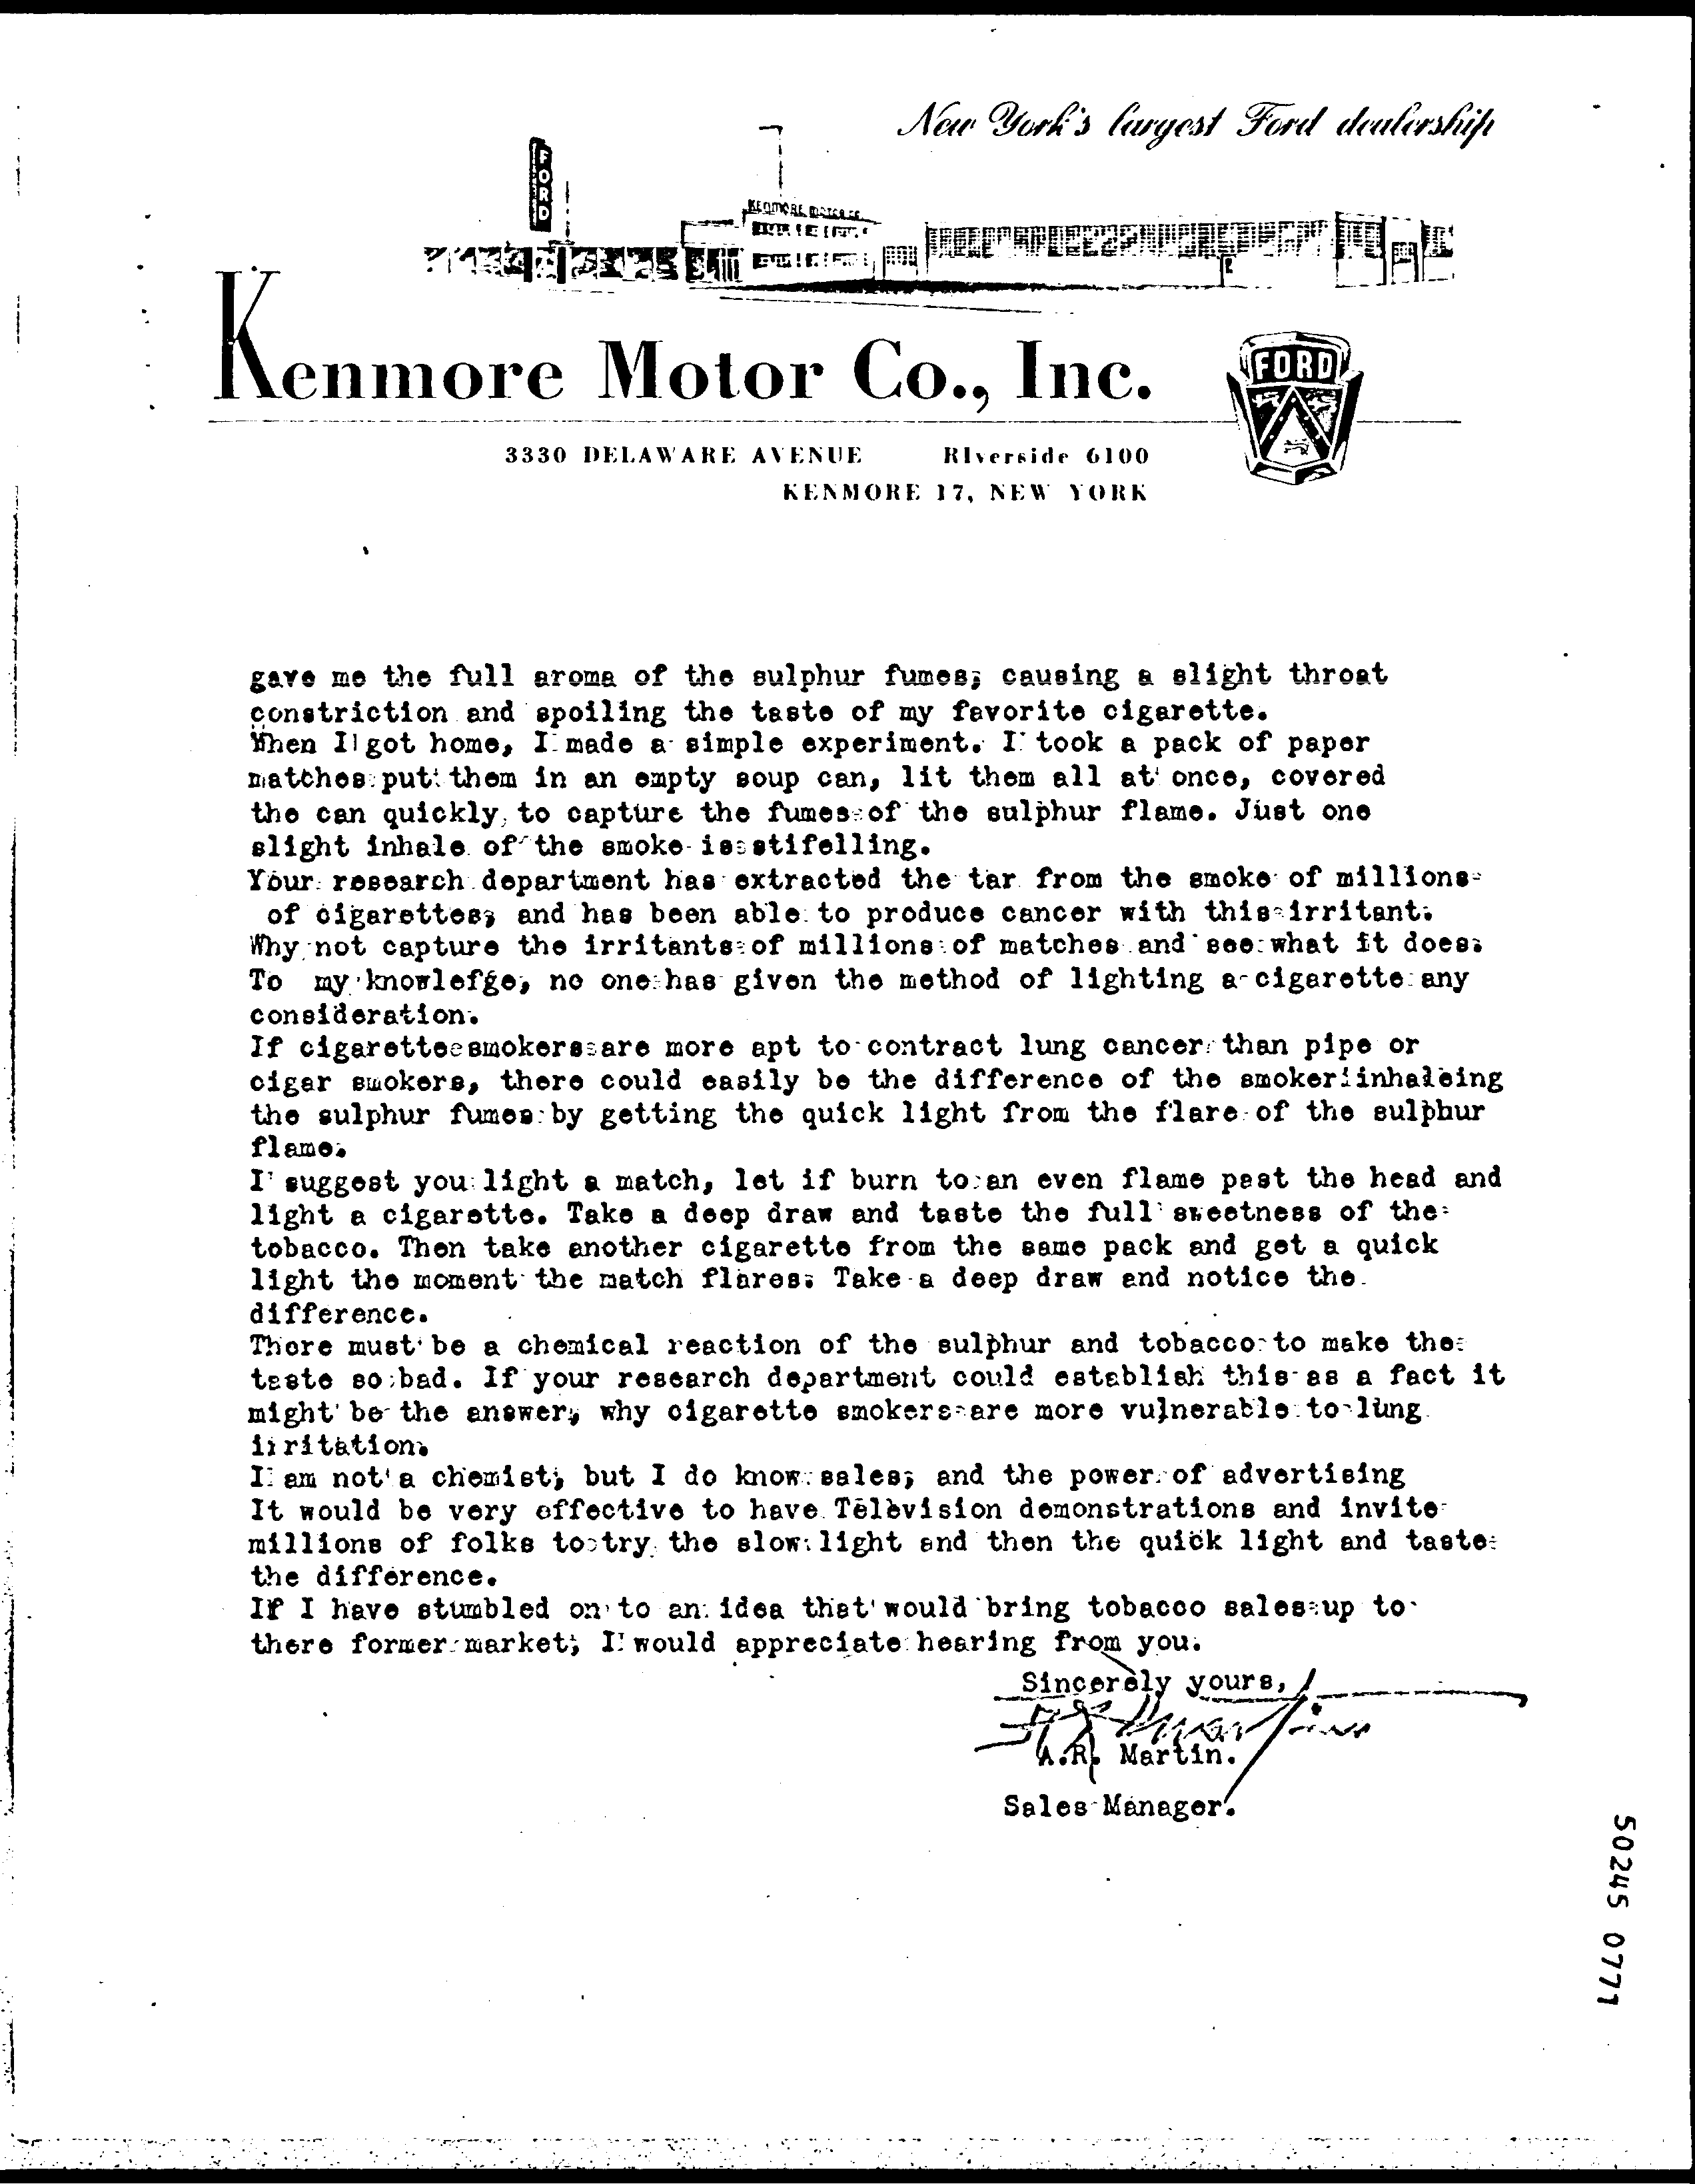 New York's largest Ford dealership
FORD
KENMORE MOTOR CO.
Kenmore Motor Co., Inc.
FORD
3330 DELAWARE AVENUE RIverside 6100
KENMORE 17, NEW YORK
gave me the full aroma of the sulphur fumes; causing a slight throat
constriction and spoiling the taste of my favorite cigarette.
When I got home, I made a simple experiment. I took a pack of paper
matches put them in an empty soup can, lit them all at once, covered
the can quickly, to capture the fumes of the sulphur flame. Just one
slight inhale of the smoke is stifelling.
Your research department has extracted the tar from the smoke of millions
of cigarettes; and has been able to produce cancer with this irritant.
Why not capture the irritants of millions of matches and see what it does.
To my knowlefge, no one has given the method of lighting a cigarette any
consideration.
If cigarette smokers are more apt to contract lung cancer than pipe or
cigar smokers, there could easily be the difference of the smoker inhaleing
the sulphur fumes by getting the quick light from the flare of the sulphur
flame.
I suggest you light a match, let if burn to an even flame past the head and
light a cigarette. Take a deep draw and taste the full sweetness of the
tobacco. Then take another cigarette from the same pack and get a quick
light the moment the match flares. Take a deep draw and notice the
difference.
There must be a chemical reaction of the sulphur and tobacco to make the
taste so bad. If your research department could establish this as a fact it
might be the answer, why cigarette smokers are more vulnerable to lung
irritation.
I am not a chemist, but I do know sales; and the power of advertising
It would be very effective to have Television demonstrations and invite
millions of folks to try the slow light and then the quick light and taste
the difference.
If I have stumbled on to an idea that would bring tobacco sales up to
there former market, I would appreciate hearing from you.
Sincerely yours,
A.R. Martin
A.R. Martin.
Sales Manager.
50245 0771